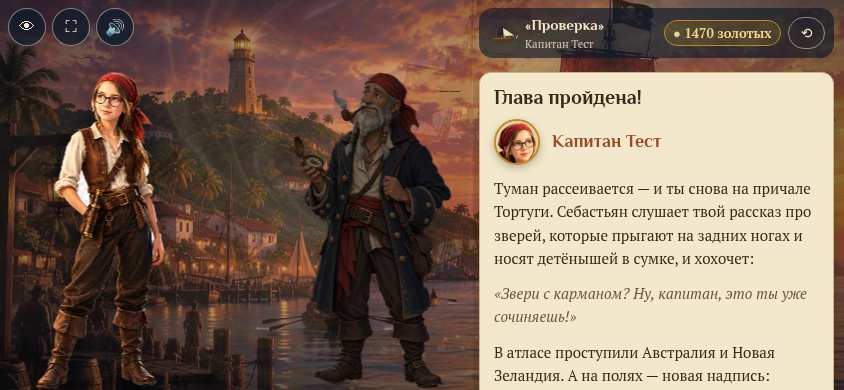 «Проверка»
Капитан Тест
● 1470 золотых
Глава пройдена!
Капитан Тест
Туман рассеивается — и ты снова на причале
Тортуги. Себастьян слушает твой рассказ про
зверей, которые прыгают на задних ногах и
носят детёнышей в сумке, и хохочет:
«Звери с карманом? Ну, капитан, это ты уже
сочиняешь!»
В атласе проступили Австралия и Новая
Зеландия. А на полях — новая надпись: